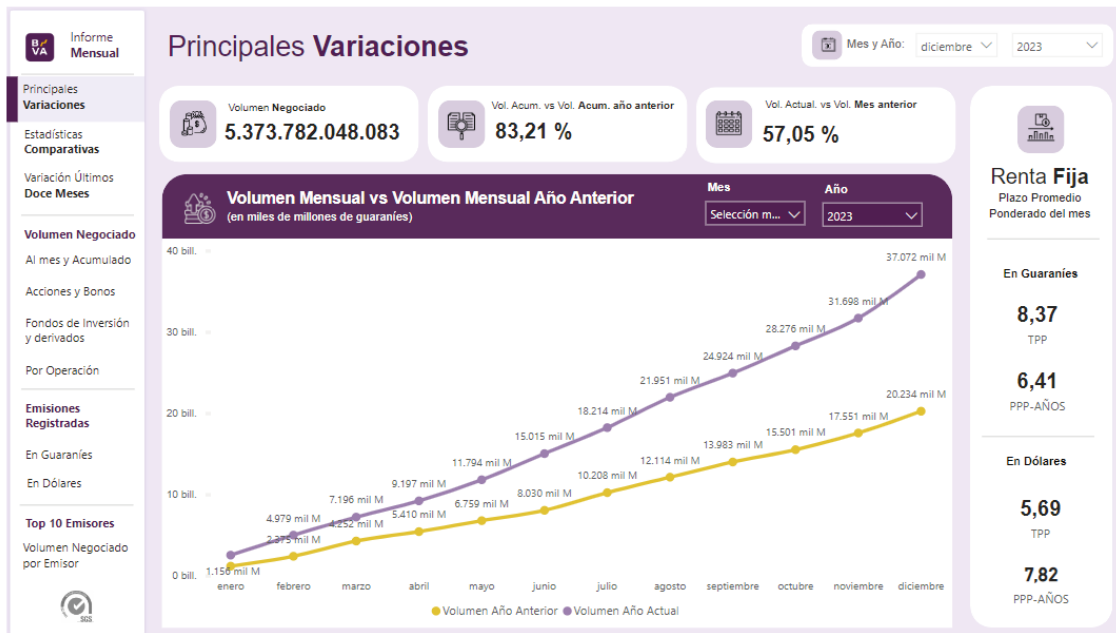 BVA
Informe
Mensual
Principales
Variaciones
Estadísticas
Comparativas
Variación Últimos
Doce Meses
Volumen Negociado
Al mes y Acumulado
Acciones y Bonos
Fondos de Inversión
y derivados
Por Operación
Emisiones
Registradas
En Guaraníes
En Dólares
Top 10 Emisores
Volumen Negociado
por Emisor
SGS
Principales Variaciones
Mes y Año: diciembre 2023
Volumen Negociado
5.373.782.048.083
Vol. Acum. vs Vol. Acum. año anterior
83,21 %
Vol. Actual. vs Vol. Mes anterior
57,05 %
Volumen Mensual vs Volumen Mensual Año Anterior
(en miles de millones de guaraníes)
Mes
Selección m...
Año
2023
40 bill.
30 bill.
20 bill.
10 bill.
0 bill.
37.072 mil M
31.698 mil M
28.276 mil M
24.924 mil M
21.951 mil M
18.214 mil M
15.015 mil M
11.794 mil M
9.197 mil M
7.196 mil M
4.979 mil M
20.234 mil M
17.551 mil M
15.501 mil M
13.983 mil M
12.114 mil M
10.208 mil M
8.030 mil M
6.759 mil M
5.410 mil M
4.252 mil M
2.375 mil M
1.156 mil M
enero febrero marzo abril mayo junio julio agosto septiembre octubre noviembre diciembre
Volumen Año Anterior Volumen Año Actual
Renta Fija
Plazo Promedio
Ponderado del mes
En Guaraníes
8,37
TPP
6,41
PPP-AÑOS
En Dólares
5,69
TPP
7,82
PPP-AÑOS